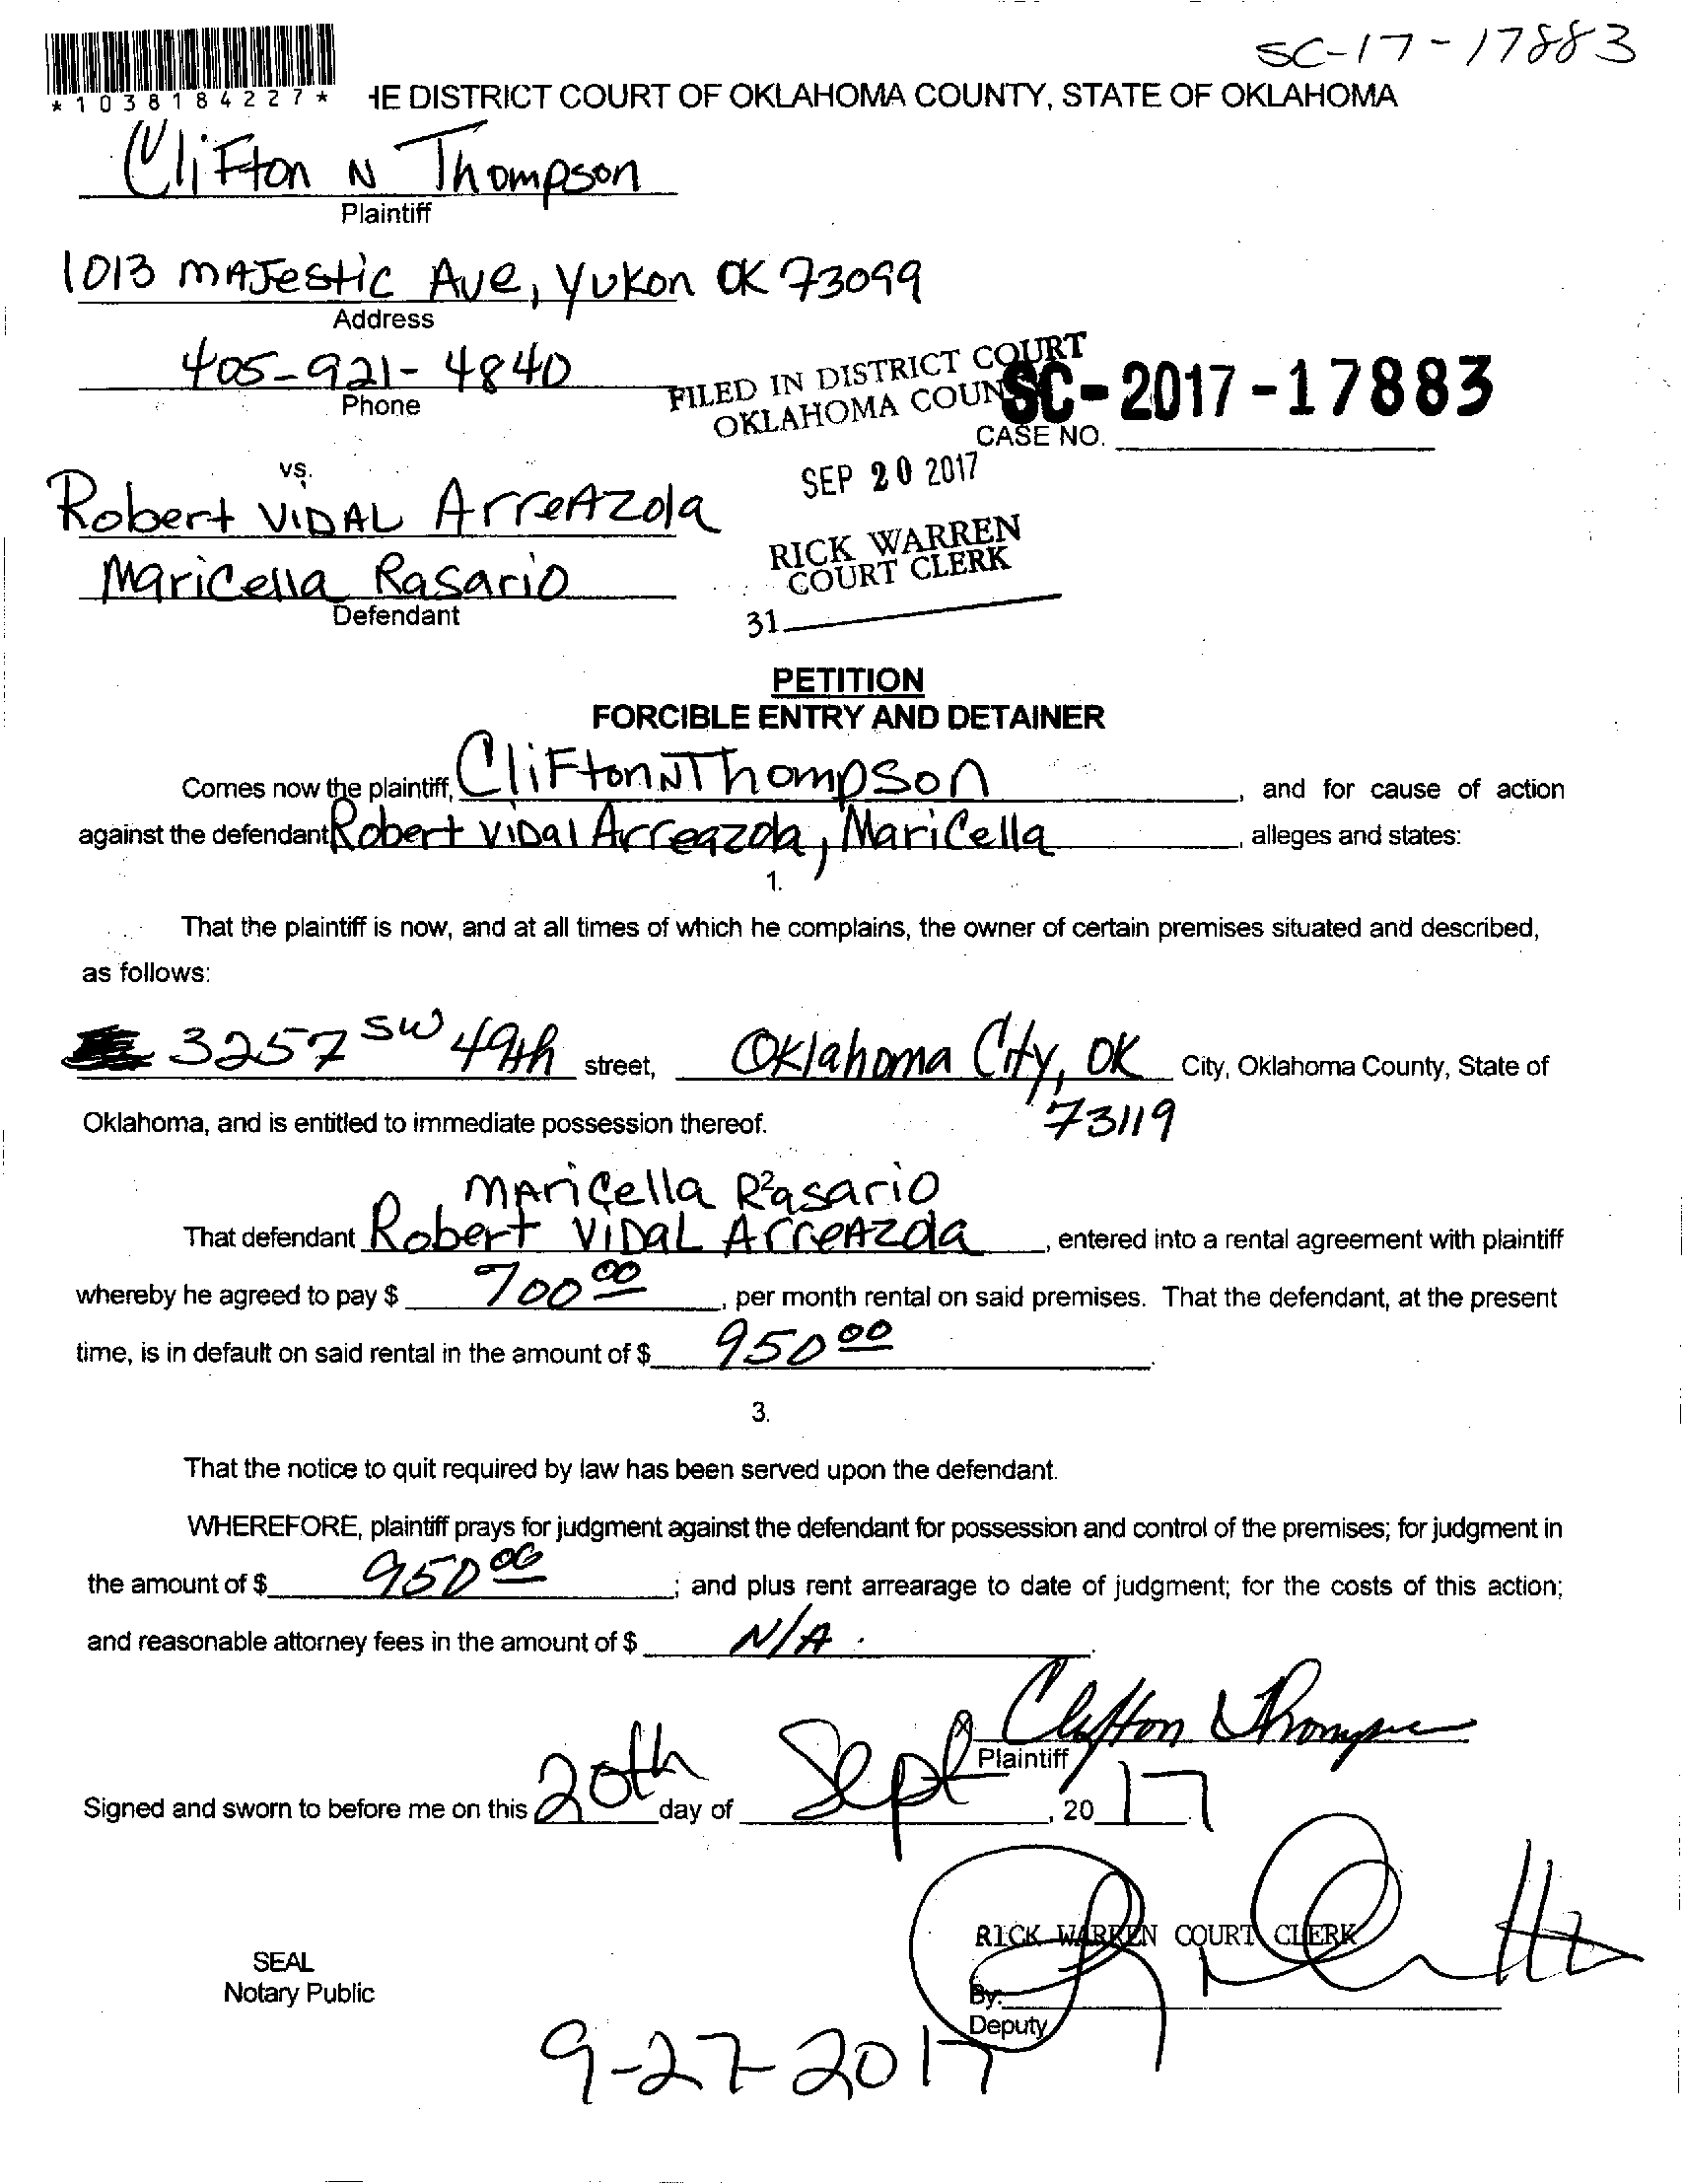 SC-17-17883
*1038184227*
HE DISTRICT COURT OF OKLAHOMA COUNTY, STATE OF OKLAHOMA
CliFton N Thompson
Plaintiff
1013 MAJestic Ave, Yukon OK 73099
Address
405-921-4840
Phone
FILED IN DISTRICT COURT
OKLAHOMA COUN
SC-2017-17883
CASE NO.
SEP 20 2017
vs.
Robert VIDAL ArreAzola
RICK WARREN
COURT CLERK
Maricella Rasario
Defendant
31
PETITION
FORCIBLE ENTRY AND DETAINER
Comes now the plaintiff, CliFton N Thompson, and for cause of action
against the defendant Robert ViDal Arreazola, Maricella, alleges and states:
1.
That the plaintiff is now, and at all times of which he complains, the owner of certain premises situated and described,
as follows:
3257 SW 49th street, Oklahoma City, OK City, Oklahoma County, State of
Oklahoma, and is entitled to immediate possession thereof. 73119
2
MAricella Rasario
That defendant Robert ViDaL ArreAzola, entered into a rental agreement with plaintiff
whereby he agreed to pay $ 700 00, per month rental on said premises. That the defendant, at the present
time, is in default on said rental in the amount of $ 950 00.
3.
That the notice to quit required by law has been served upon the defendant.
WHEREFORE, plaintiff prays for judgment against the defendant for possession and control of the premises; for judgment in
the amount of $ 950 00; and plus rent arrearage to date of judgment; for the costs of this action;
and reasonable attorney fees in the amount of $ N/A.
x Clifton Thompson
Plaintiff
Signed and sworn to before me on this 20th day of Sept, 2017
RICK WARREN COURT CLERK
SEAL
Notary Public
By:
Deputy
9-27-2017